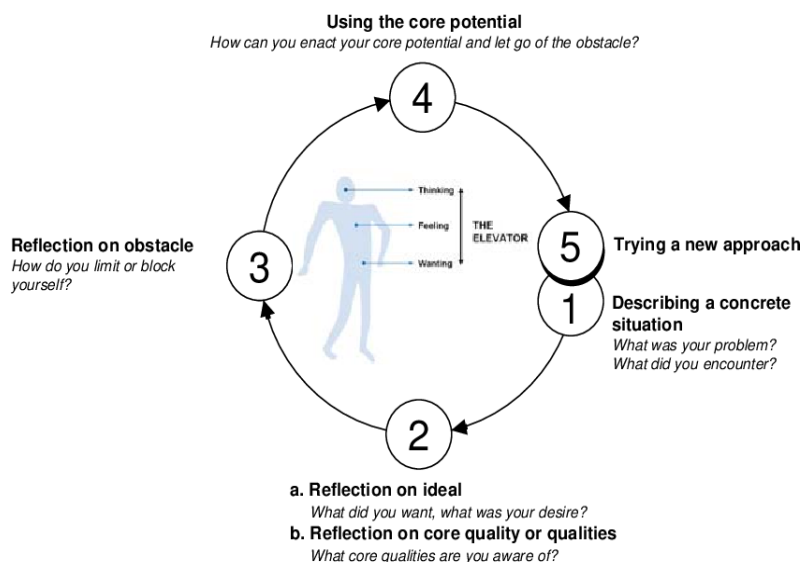 Using the core potential
How can you enact your core potential and let go of the obstacle?
4
Thinking
Feeling
Wanting
THE
ELEVATOR
Reflection on obstacle
How do you limit or block
yourself?
3
5
Trying a new approach
1
Describing a concrete
situation
What was your problem?
What did you encounter?
2
a. Reflection on ideal
What did you want, what was your desire?
b. Reflection on core quality or qualities
What core qualities are you aware of?